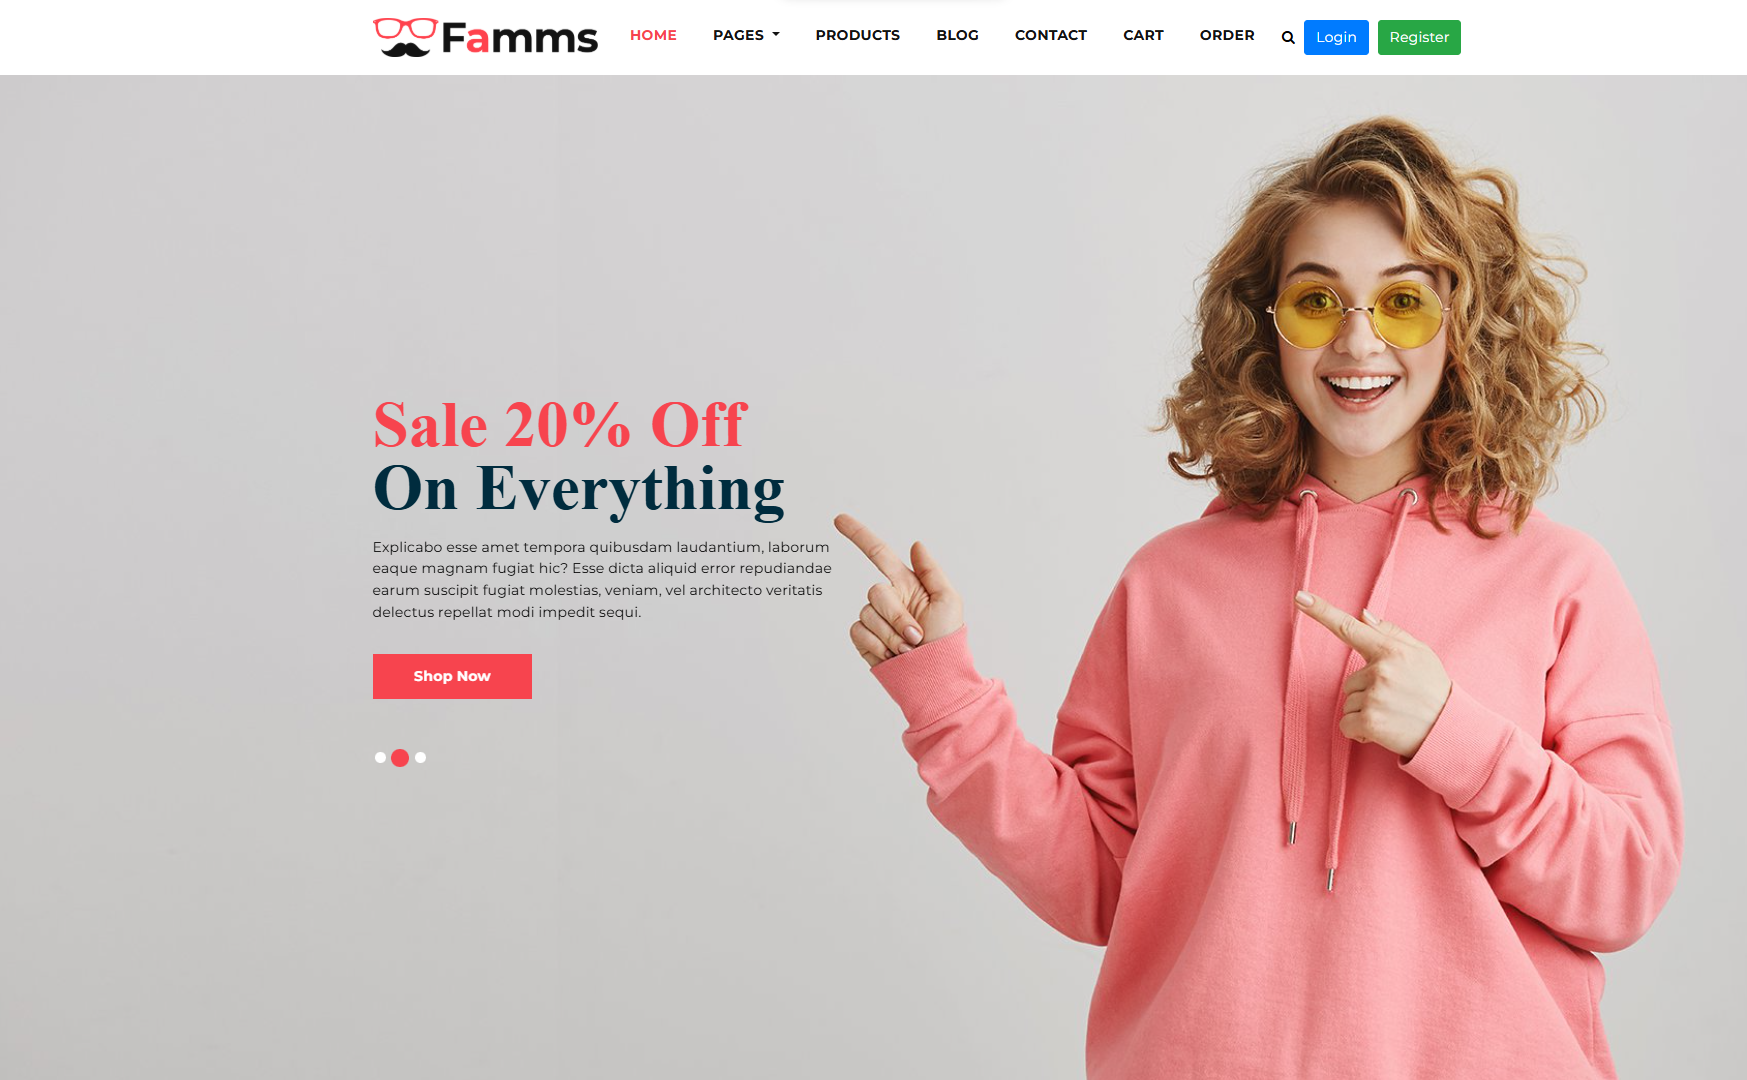 Famms HOME PAGES PRODUCTS BLOG CONTACT CART ORDER Login Register
Sale 20% Off
On Everything
Explicabo esse amet tempora quibusdam laudantium, laborum
eaque magnam fugiat hic? Esse dicta aliquid error repudiandae
earum suscipit fugiat molestias, veniam, vel architecto veritatis
delectus repellat modi impedit sequi.
Shop Now